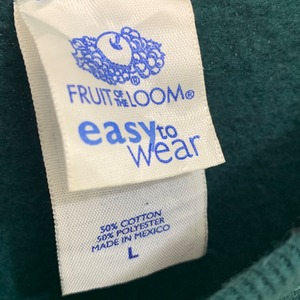 FRUIT OF THE LOOM®
easy to
wear
50% COTTON
50% POLYESTER
MADE IN MEXICO
L